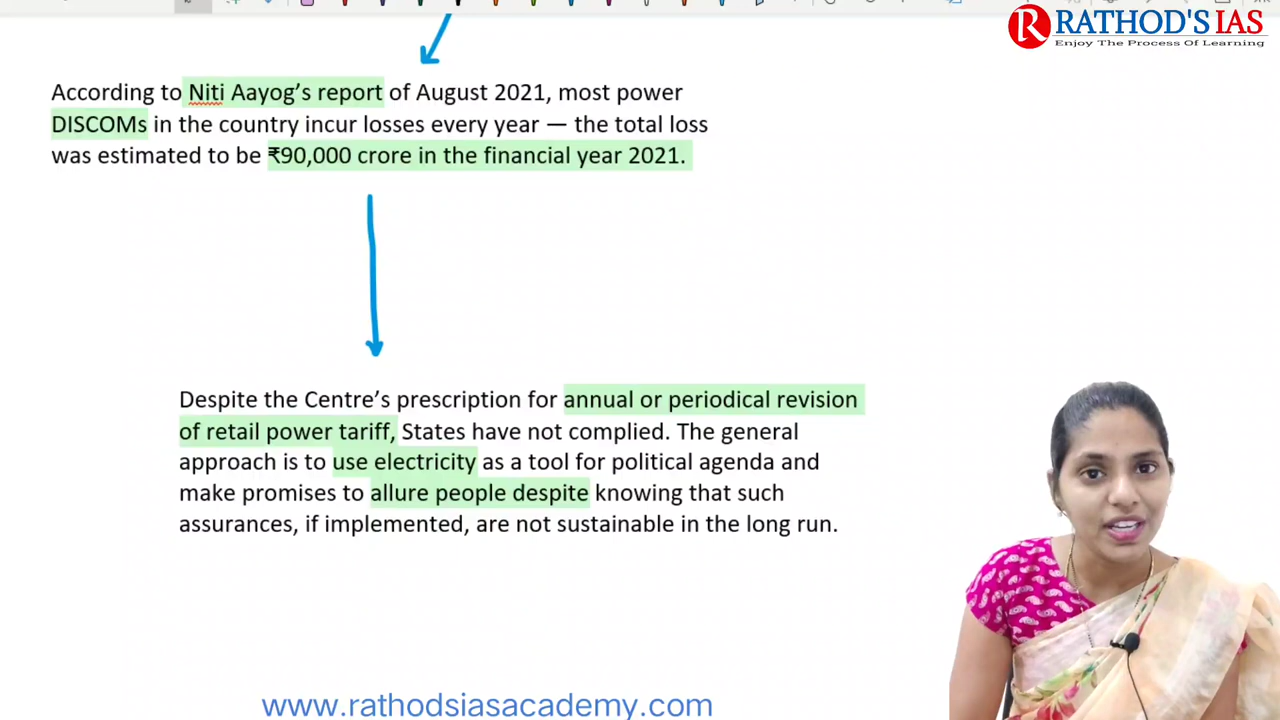 R RATHOD'S IAS
Enjoy The Process Of Learning
According to Niti Aayog’s report of August 2021, most power
DISCOMs in the country incur losses every year — the total loss
was estimated to be ₹90,000 crore in the financial year 2021.
Despite the Centre’s prescription for annual or periodical revision
of retail power tariff, States have not complied. The general
approach is to use electricity as a tool for political agenda and
make promises to allure people despite knowing that such
assurances, if implemented, are not sustainable in the long run.
www.rathodsiasacademy.com